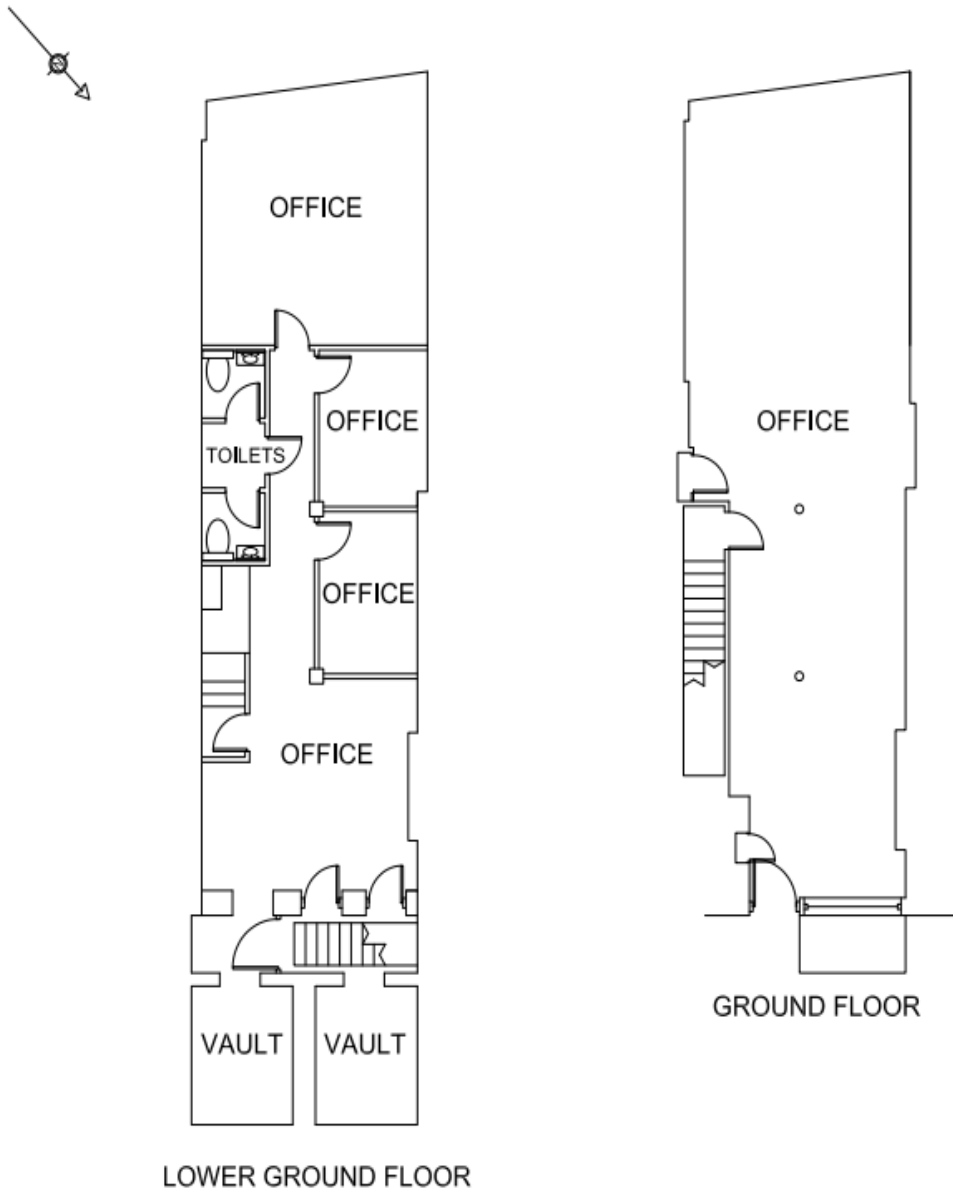 OFFICE
OFFICE
TOILETS
OFFICE
OFFICE
VAULT VAULT
LOWER GROUND FLOOR
OFFICE
GROUND FLOOR